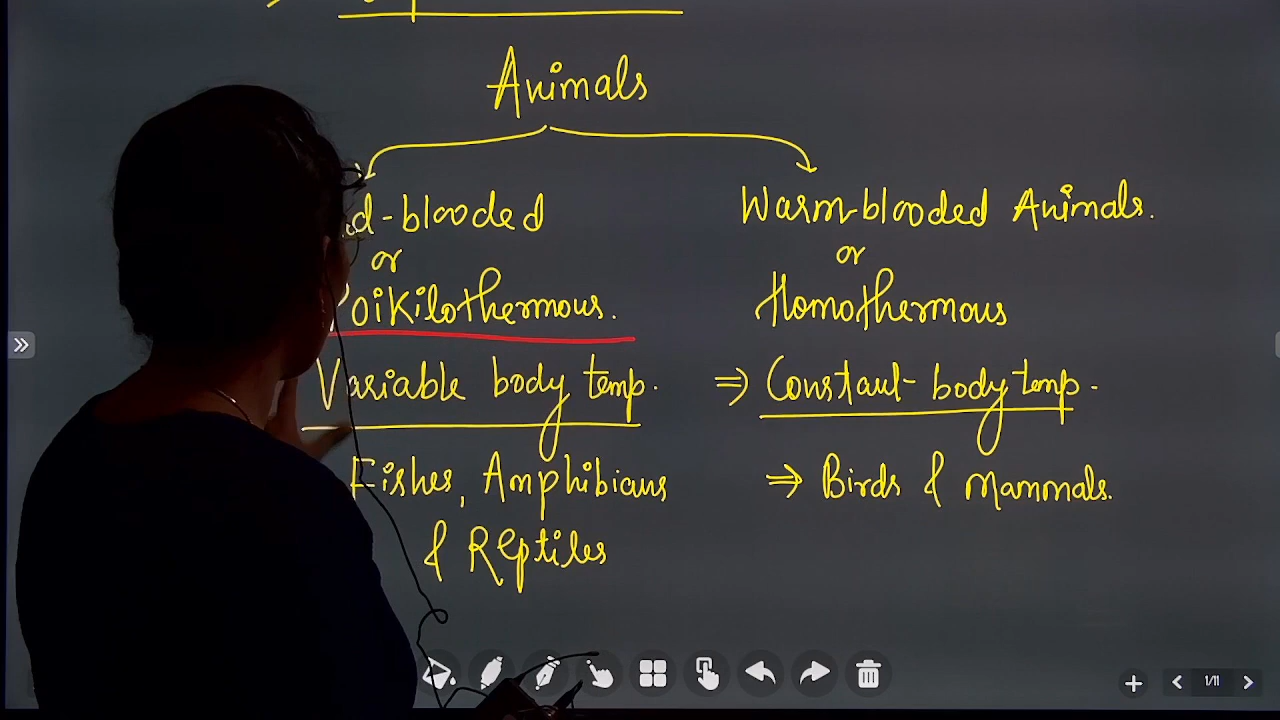 Animals
d-blooded
or
Poikilothermous.
Variable body temp.
Fishes, Amphibians
& Reptiles
Warm-blooded Animals.
or
Homothermous
⇒ Constant body temp.
⇒ Birds & Mammals.
1/11